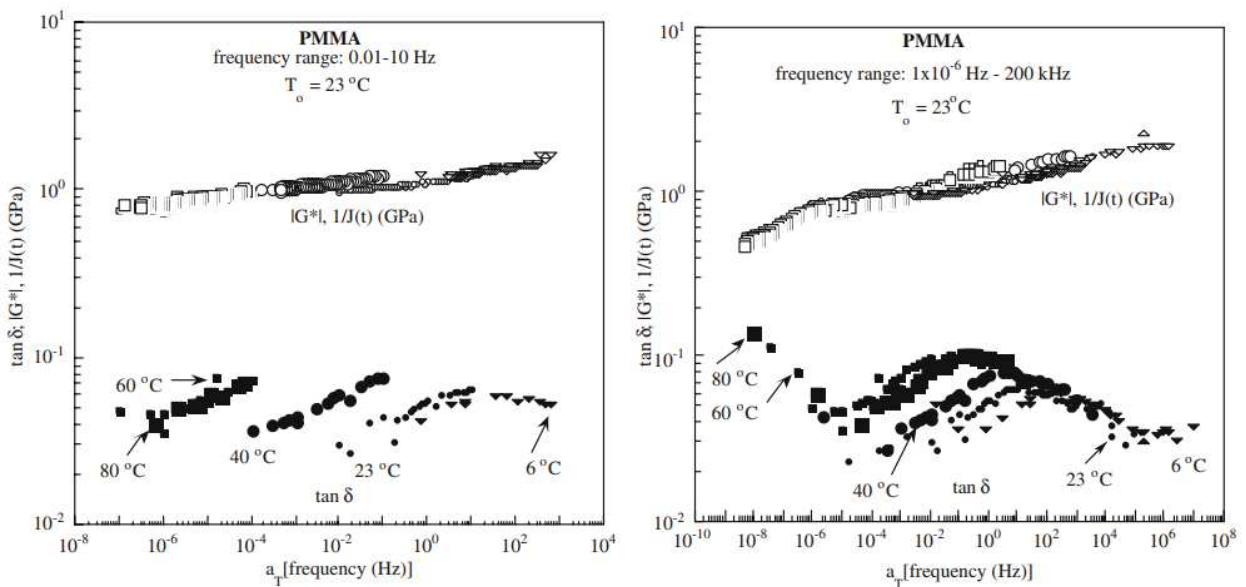 PMMA
frequency range: 0.01-10 Hz
T_o = 23 °C
tan δ; |G*|, 1/J(t) (GPa)
10^1
10^0
10^-1
10^-2
|G*|, 1/J(t) (GPa)
60 °C
80 °C
40 °C
23 °C
6 °C
tan δ
10^-8
10^-6
10^-4
10^-2
10^0
10^2
10^4
a_T[frequency (Hz)]
PMMA
frequency range: 1x10^-6 Hz - 200 kHz
T_o = 23°C
tan δ; |G*|, 1/J(t) (GPa)
10^1
10^0
10^-1
10^-2
|G*|, 1/J(t) (GPa)
80 °C
60 °C
40 °C
tan δ
23 °C
6 °C
10^-10
10^-8
10^-6
10^-4
10^-2
10^0
10^2
10^4
10^6
10^8
a_T[frequency (Hz)]